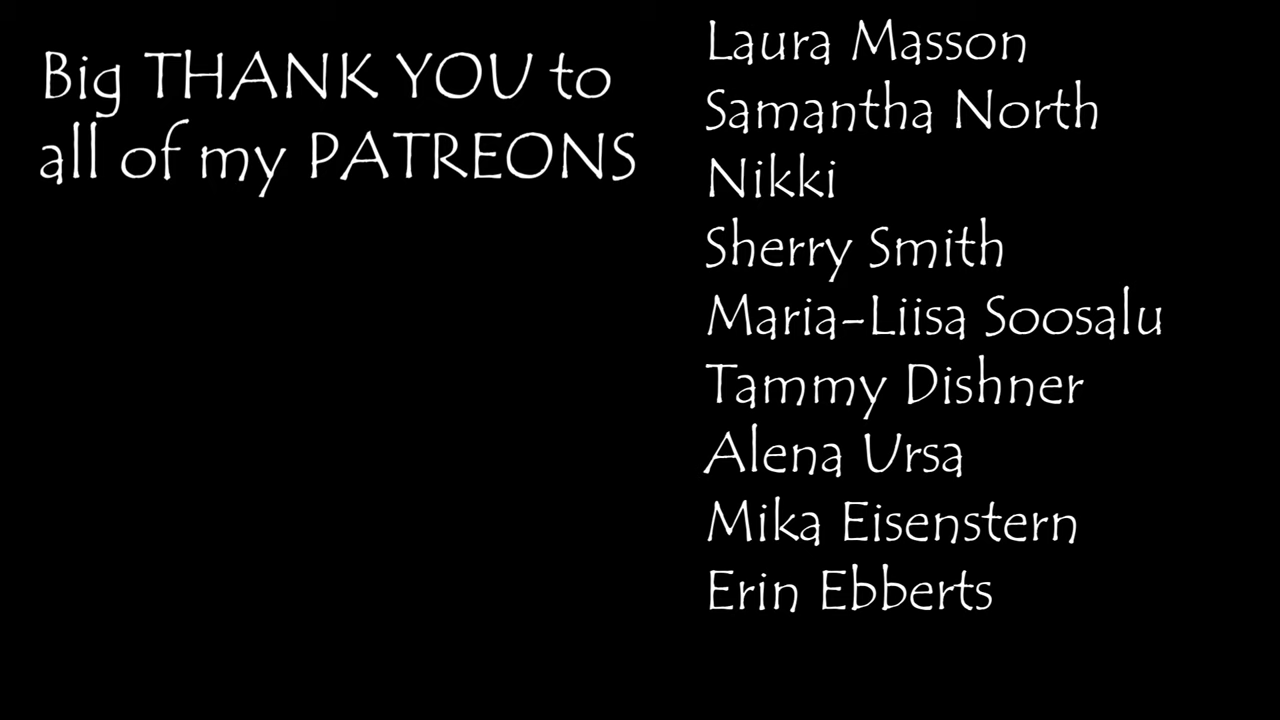 Big THANK YOU to
all of my PATREONS
Laura Masson
Samantha North
Nikki
Sherry Smith
Maria-Liisa Soosalu
Tammy Dishner
Alena Ursa
Mika Eisenstern
Erin Ebberts